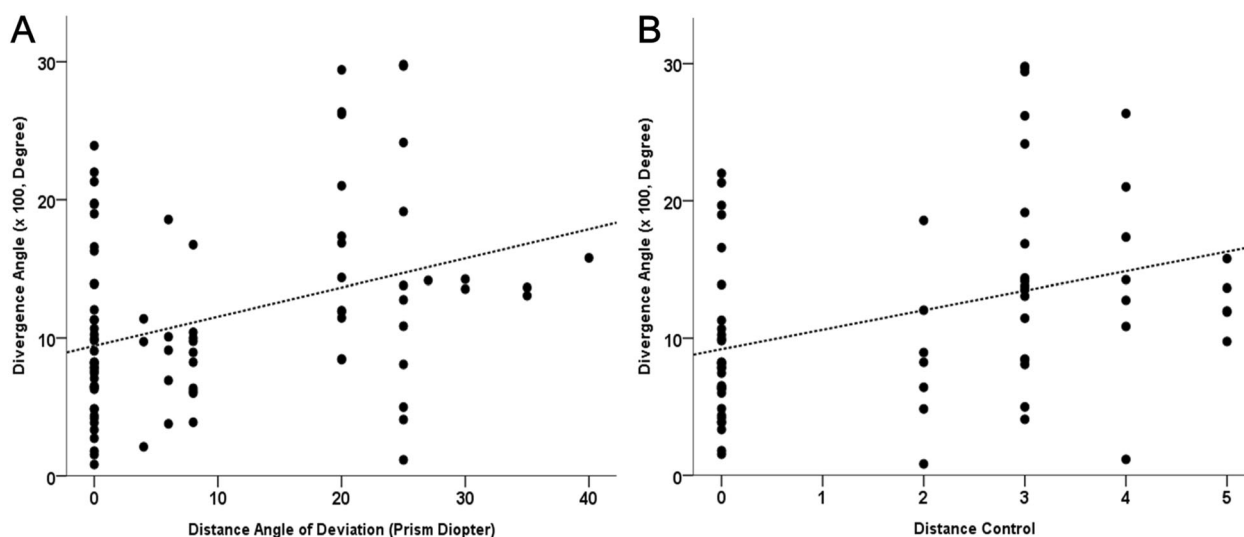 A
Divergence Angle (x 100, Degree)
30
20
10
0
0 10 20 30 40
Distance Angle of Deviation (Prism Diopter)
B
Divergence Angle (x 100, Degree)
30
20
10
0
0 1 2 3 4 5
Distance Control